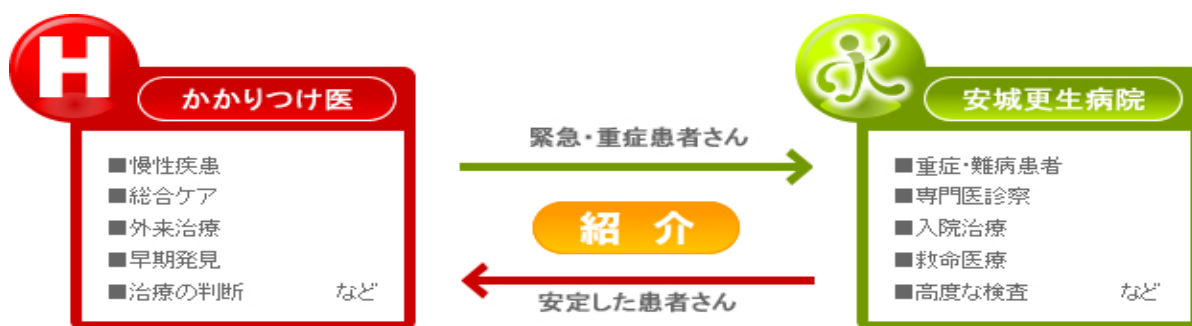 H
かかりつけ医
■慢性疾患
■総合ケア
■外来治療
■早期発見
■治療の判断 など
緊急・重症患者さん
紹介
安定した患者さん
安城更生病院
■重症・難病患者
■専門医診察
■入院治療
■救命医療
■高度な検査 など